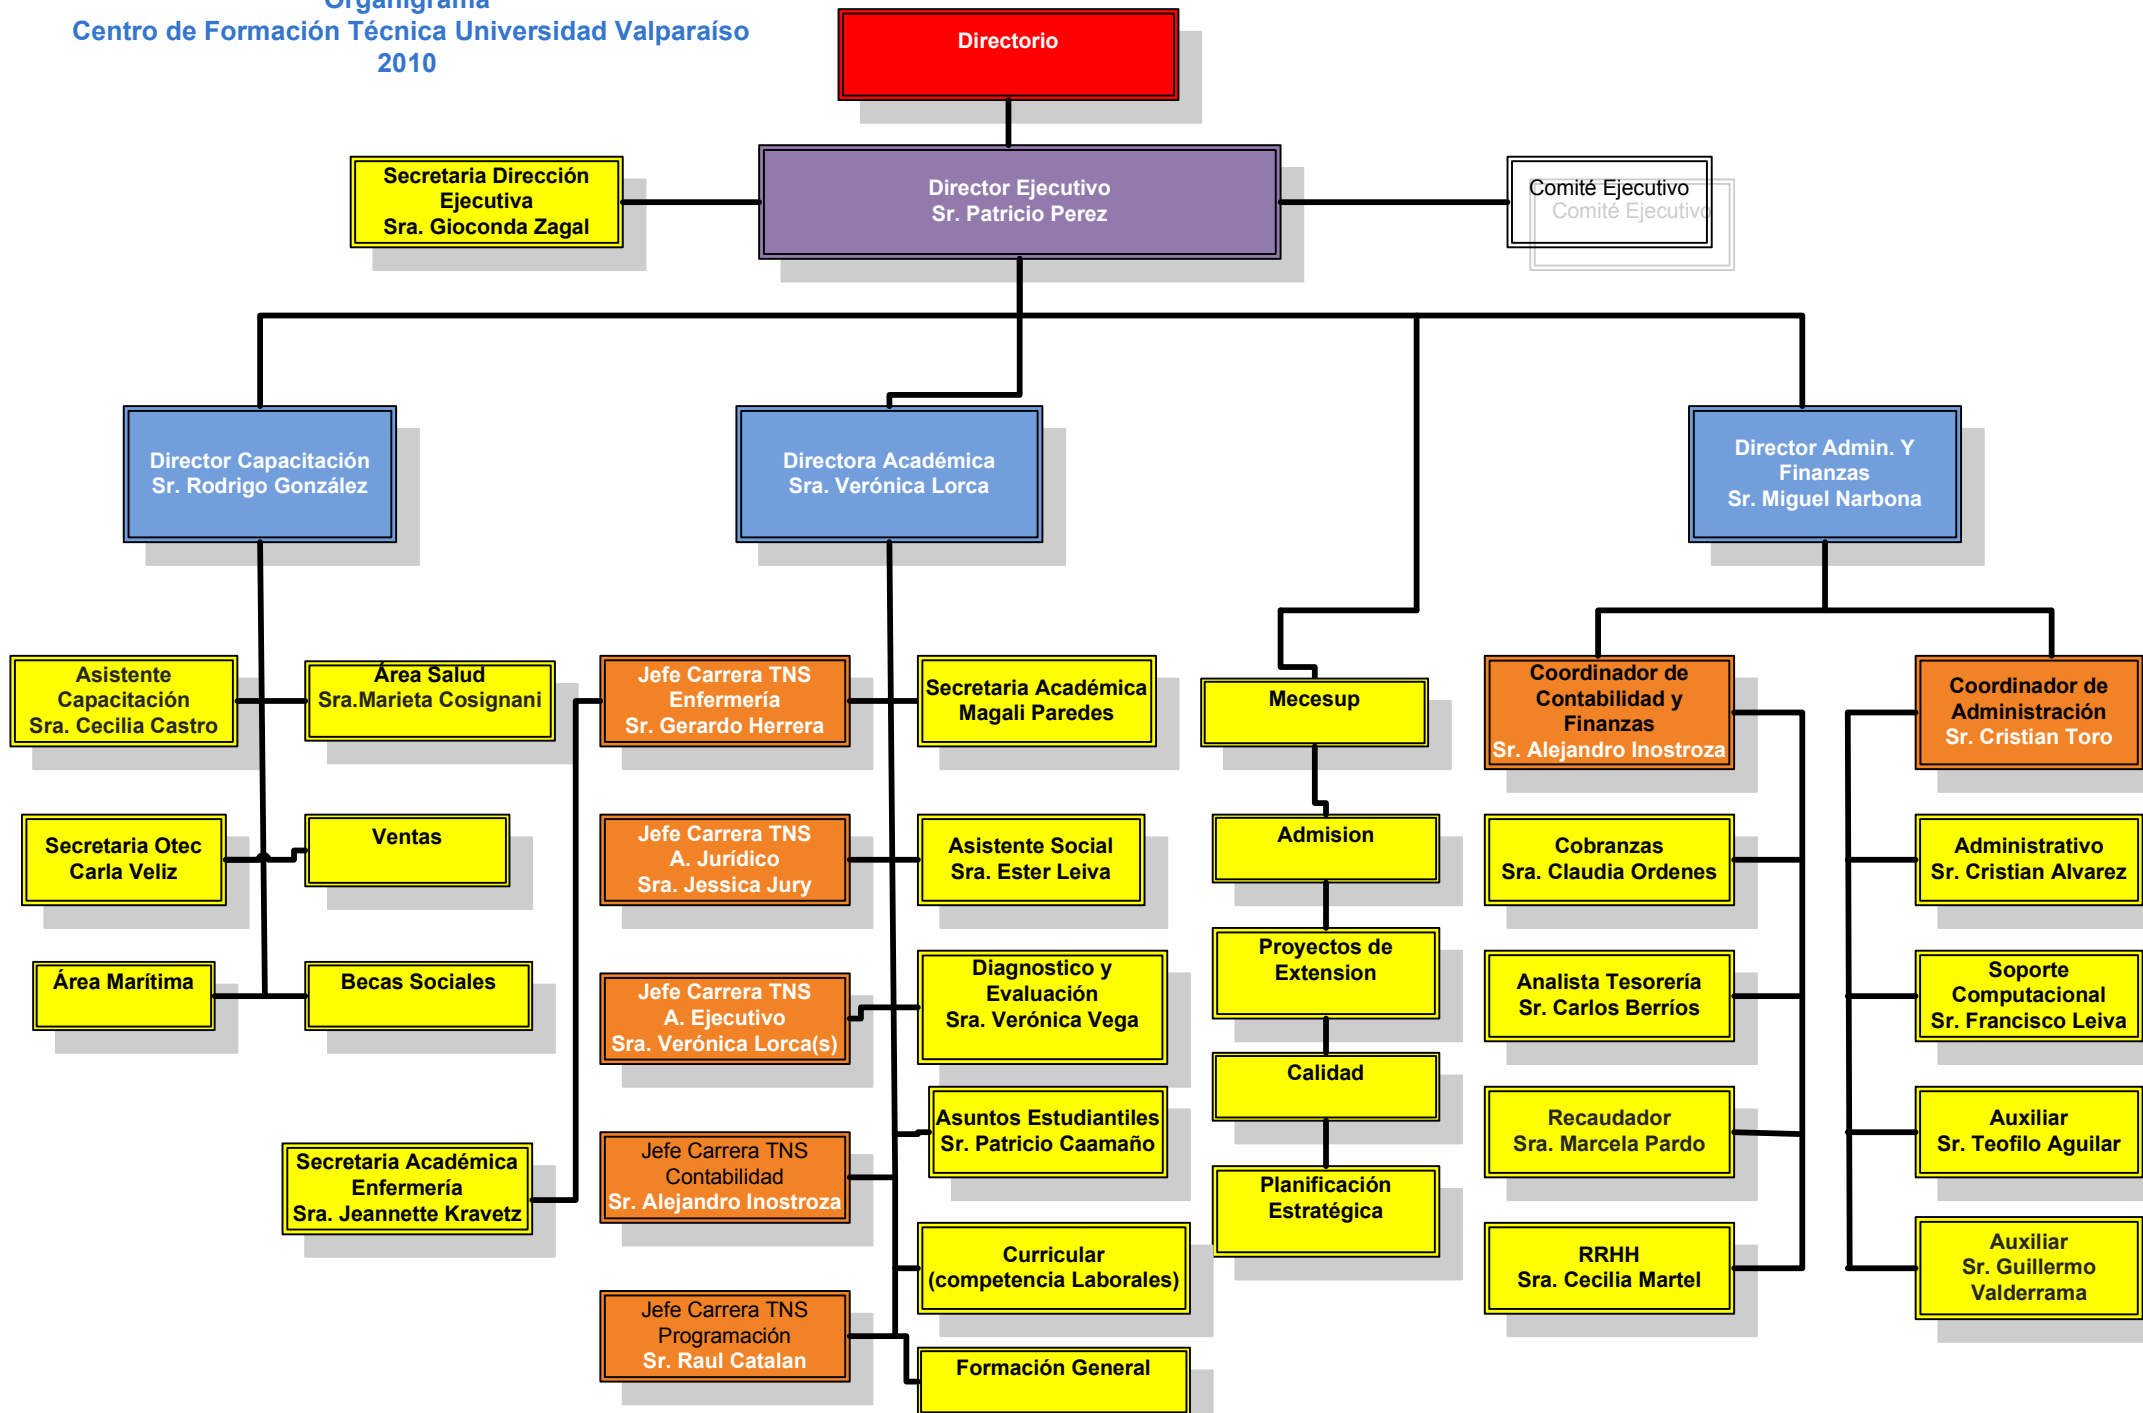 Organigrama
Centro de Formación Técnica Universidad Valparaíso
2010
Directorio
Secretaria Dirección
Ejecutiva
Sra. Gioconda Zagal
Director Ejecutivo
Sr. Patricio Perez
Comité Ejecutivo
Comité Ejecutivo
Director Capacitación
Sr. Rodrigo González
Directora Académica
Sra. Verónica Lorca
Director Admin. Y
Finanzas
Sr. Miguel Narbona
Asistente
Capacitación
Sra. Cecilia Castro
Área Salud
Sra.Marieta Cosignani
Jefe Carrera TNS
Enfermería
Sr. Gerardo Herrera
Secretaria Académica
Magali Paredes
Mecesup
Coordinador de
Contabilidad y
Finanzas
Sr. Alejandro Inostroza
Coordinador de
Administración
Sr. Cristian Toro
Secretaria Otec
Carla Veliz
Ventas
Jefe Carrera TNS
A. Jurídico
Sra. Jessica Jury
Asistente Social
Sra. Ester Leiva
Admision
Cobranzas
Sra. Claudia Ordenes
Administrativo
Sr. Cristian Alvarez
Área Marítima
Becas Sociales
Jefe Carrera TNS
A. Ejecutivo
Sra. Verónica Lorca(s)
Diagnostico y
Evaluación
Sra. Verónica Vega
Proyectos de
Extension
Analista Tesorería
Sr. Carlos Berríos
Soporte
Computacional
Sr. Francisco Leiva
Calidad
Secretaria Académica
Enfermería
Sra. Jeannette Kravetz
Jefe Carrera TNS
Contabilidad
Sr. Alejandro Inostroza
Asuntos Estudiantiles
Sr. Patricio Caamaño
Planificación
Estratégica
Recaudador
Sra. Marcela Pardo
Auxiliar
Sr. Teofilo Aguilar
Curricular
(competencia Laborales)
RRHH
Sra. Cecilia Martel
Auxiliar
Sr. Guillermo
Valderrama
Jefe Carrera TNS
Programación
Sr. Raul Catalan
Formación General